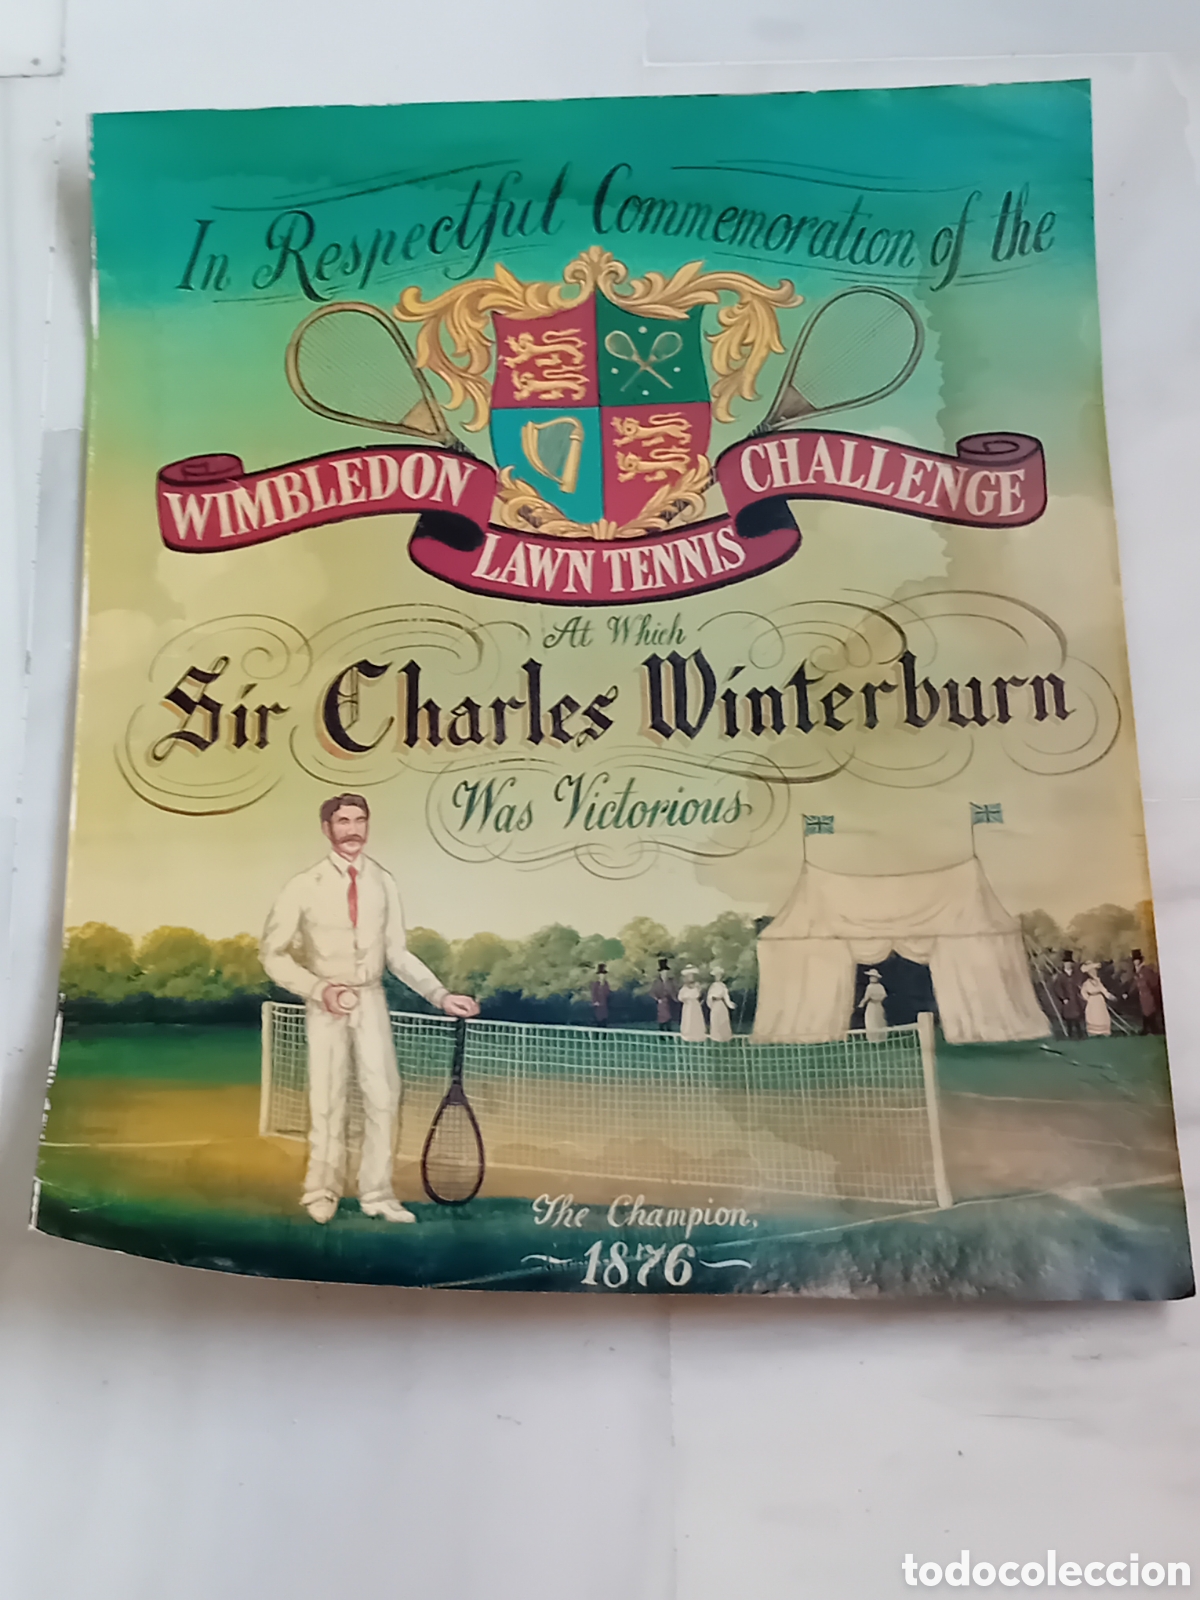 In Respectful Commemoration of the
WIMBLEDON LAWN TENNIS CHALLENGE
At Which
Sir Charles Winterburn
Was Victorious
The Champion,
~1876~
todocoleccion